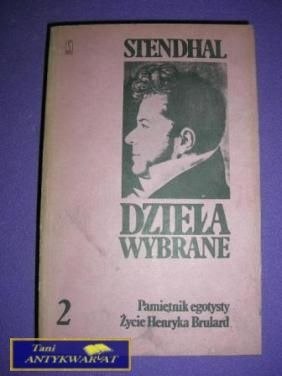 STENDHAL
DZIEŁA
WYBRANE
2
Pamiętnik egotysty
Życie Henryka Brulard
Tani
ANTYKWARIAT